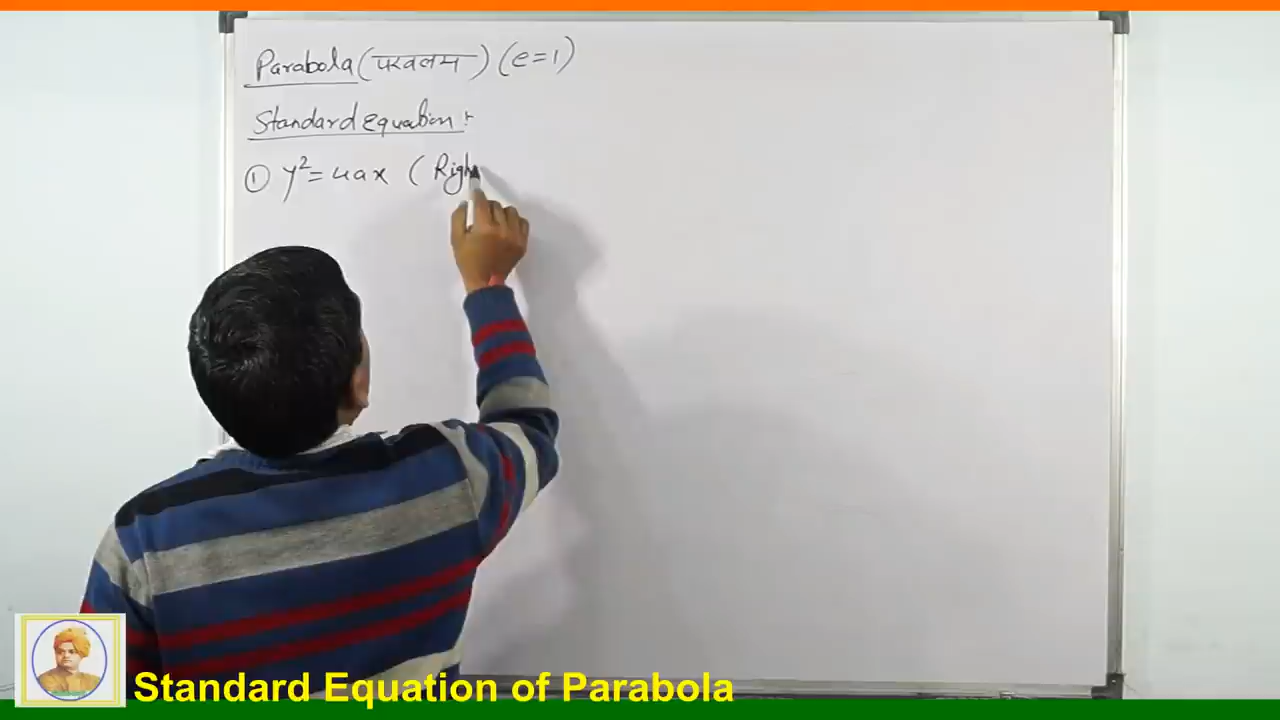 Parabola (परवलय) (e=1)
Standard Equation :-
① y²=4ax ( Righ
Standard Equation of Parabola